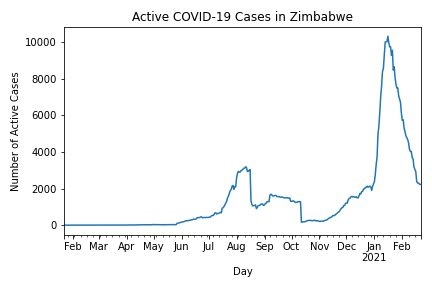 Active COVID-19 Cases in Zimbabwe
Number of Active Cases
10000
8000
6000
4000
2000
0
Feb Mar Apr May Jun Jul Aug Sep Oct Nov Dec Jan Feb
2021
Day